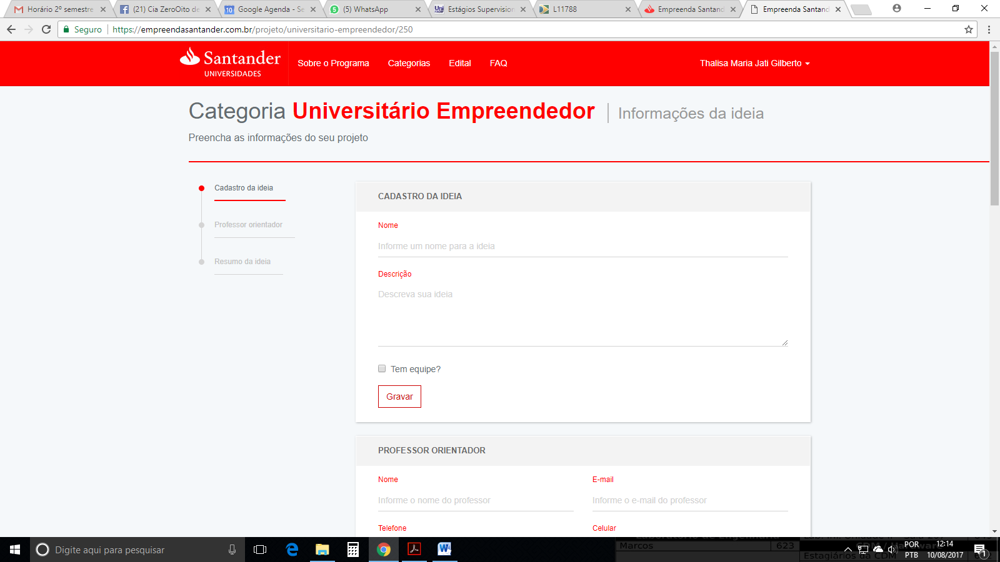 Horário 2º semestre
(21) Cia ZeroOito de
Google Agenda - Se
(5) WhatsApp
Estágios Supervision
L11788
Empreenda Santand
Empreenda Santand
Seguro
https://empreendasantander.com.br/projeto/universitario-empreendedor/250
Santander
UNIVERSIDADES
Sobre o Programa
Categorias
Edital
FAQ
Thalisa Maria Jati Gilberto
Categoria Universitário Empreendedor | Informações da ideia
Preencha as informações do seu projeto
Cadastro da ideia
Professor orientador
Resumo da ideia
CADASTRO DA IDEIA
Nome
Informe um nome para a ideia
Descrição
Descreva sua ideia
Tem equipe?
Gravar
PROFESSOR ORIENTADOR
Nome
E-mail
Informe o nome do professor
Informe o e-mail do professor
Telefone
Celular
Digite aqui para pesquisar
Marcos
623
Estagiários da CDM
POR
PTB
12:14
10/08/2017
1